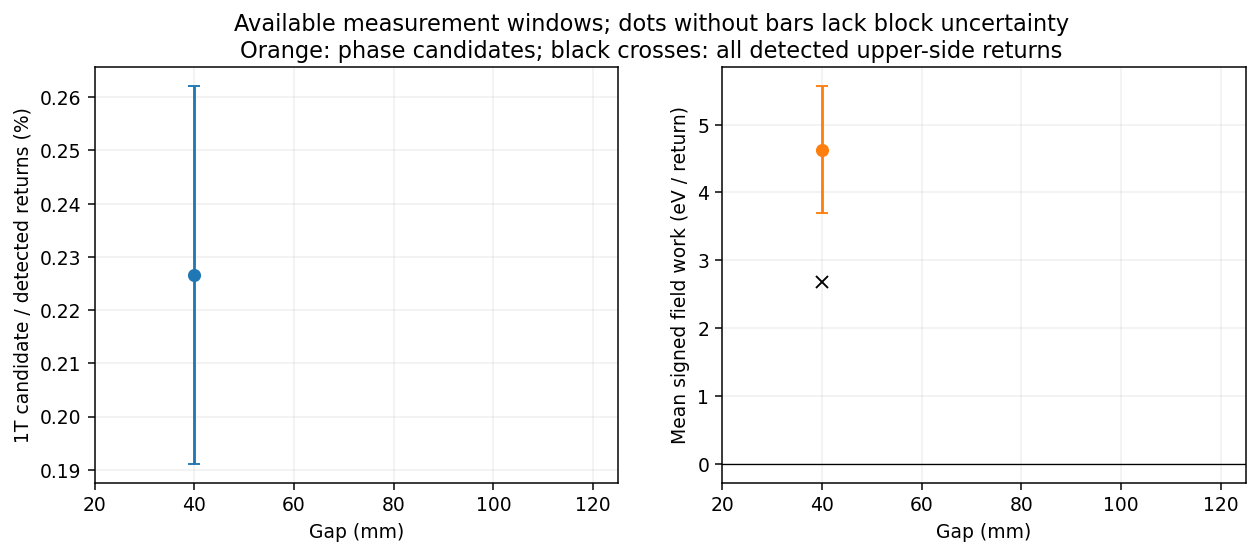 Available measurement windows; dots without bars lack block uncertainty
Orange: phase candidates; black crosses: all detected upper-side returns
1T candidate / detected returns (%)
0.26
0.25
0.24
0.23
0.22
0.21
0.20
0.19
20 40 60 80 100 120
Gap (mm)
Mean signed field work (eV / return)
5
4
3
2
1
0
20 40 60 80 100 120
Gap (mm)